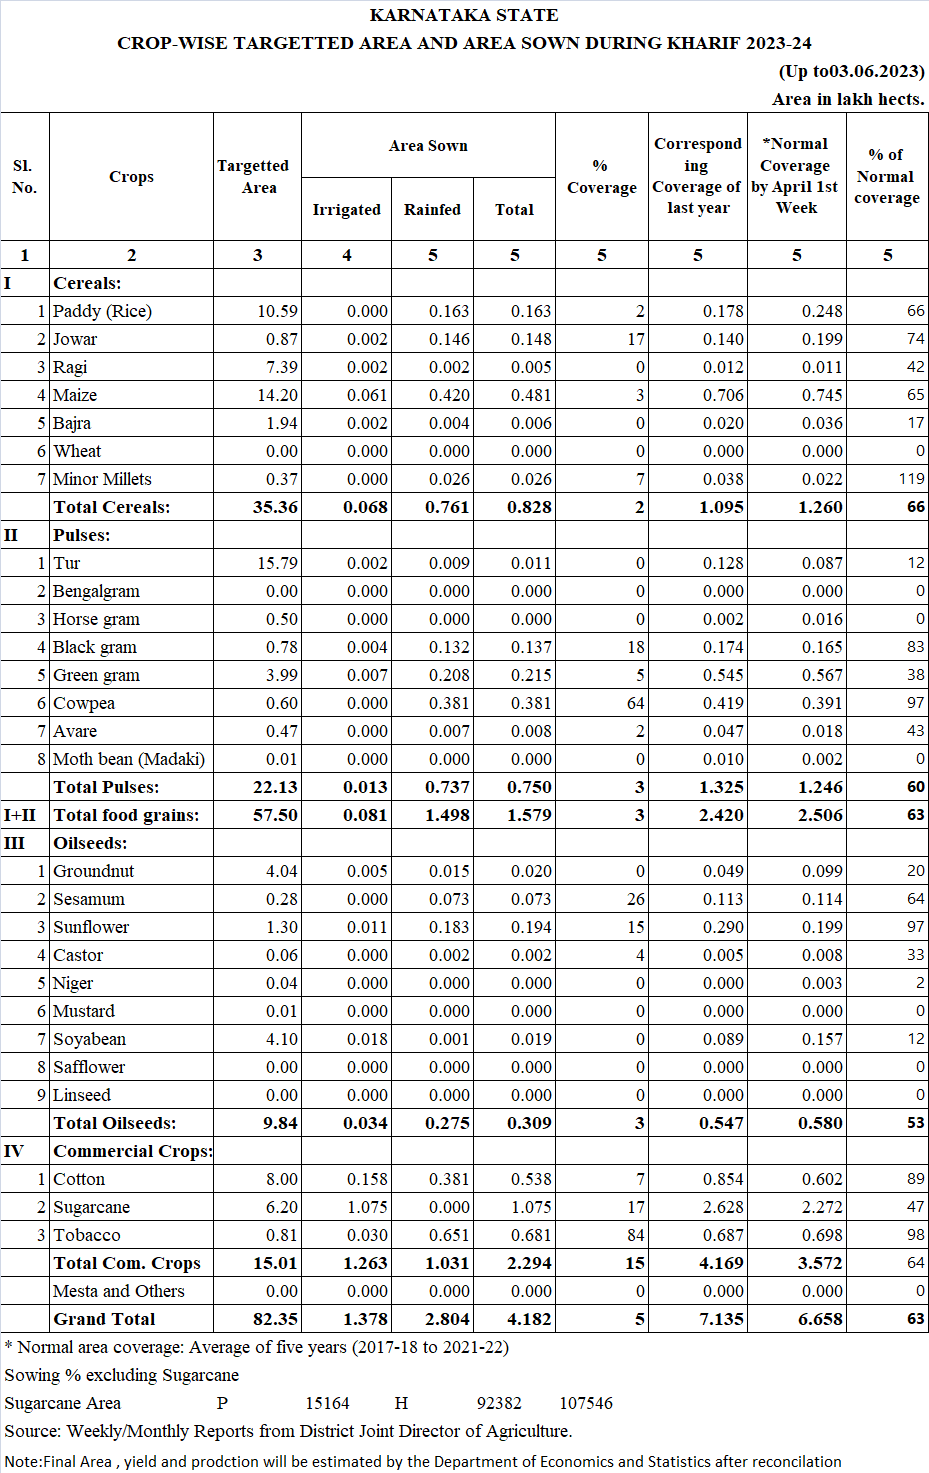 KARNATAKA STATE
CROP-WISE TARGETTED AREA AND AREA SOWN DURING KHARIF 2023-24
(Up to03.06.2023)
Area in lakh hects.
Sl. No. Crops Targetted Area Area Sown % Coverage Correspond ing Coverage of last year *Normal Coverage by April 1st Week % of Normal coverage
Irrigated Rainfed Total
1 2 3 4 5 5 5 5 5 5
I Cereals:
1 Paddy (Rice) 10.59 0.000 0.163 0.163 2 0.178 0.248 66
2 Jowar 0.87 0.002 0.146 0.148 17 0.140 0.199 74
3 Ragi 7.39 0.002 0.002 0.005 0 0.012 0.011 42
4 Maize 14.20 0.061 0.420 0.481 3 0.706 0.745 65
5 Bajra 1.94 0.002 0.004 0.006 0 0.020 0.036 17
6 Wheat 0.00 0.000 0.000 0.000 0 0.000 0.000 0
7 Minor Millets 0.37 0.000 0.026 0.026 7 0.038 0.022 119
Total Cereals: 35.36 0.068 0.761 0.828 2 1.095 1.260 66
II Pulses:
1 Tur 15.79 0.002 0.009 0.011 0 0.128 0.087 12
2 Bengalgram 0.00 0.000 0.000 0.000 0 0.000 0.000 0
3 Horse gram 0.50 0.000 0.000 0.000 0 0.002 0.016 0
4 Black gram 0.78 0.004 0.132 0.137 18 0.174 0.165 83
5 Green gram 3.99 0.007 0.208 0.215 5 0.545 0.567 38
6 Cowpea 0.60 0.000 0.381 0.381 64 0.419 0.391 97
7 Avare 0.47 0.000 0.007 0.008 2 0.047 0.018 43
8 Moth bean (Madaki) 0.01 0.000 0.000 0.000 0 0.010 0.002 0
Total Pulses: 22.13 0.013 0.737 0.750 3 1.325 1.246 60
I+II Total food grains: 57.50 0.081 1.498 1.579 3 2.420 2.506 63
III Oilseeds:
1 Groundnut 4.04 0.005 0.015 0.020 0 0.049 0.099 20
2 Sesamum 0.28 0.000 0.073 0.073 26 0.113 0.114 64
3 Sunflower 1.30 0.011 0.183 0.194 15 0.290 0.199 97
4 Castor 0.06 0.000 0.002 0.002 4 0.005 0.008 33
5 Niger 0.04 0.000 0.000 0.000 0 0.000 0.003 2
6 Mustard 0.01 0.000 0.000 0.000 0 0.000 0.000 0
7 Soyabean 4.10 0.018 0.001 0.019 0 0.089 0.157 12
8 Safflower 0.00 0.000 0.000 0.000 0 0.000 0.000 0
9 Linseed 0.00 0.000 0.000 0.000 0 0.000 0.000 0
Total Oilseeds: 9.84 0.034 0.275 0.309 3 0.547 0.580 53
IV Commercial Crops:
1 Cotton 8.00 0.158 0.381 0.538 7 0.854 0.602 89
2 Sugarcane 6.20 1.075 0.000 1.075 17 2.628 2.272 47
3 Tobacco 0.81 0.030 0.651 0.681 84 0.687 0.698 98
Total Com. Crops 15.01 1.263 1.031 2.294 15 4.169 3.572 64
Mesta and Others 0.00 0.000 0.000 0.000 0 0.000 0.000 0
Grand Total 82.35 1.378 2.804 4.182 5 7.135 6.658 63
* Normal area coverage: Average of five years (2017-18 to 2021-22)
Sowing % excluding Sugarcane
Sugarcane Area P 15164 H 92382 107546
Source: Weekly/Monthly Reports from District Joint Director of Agriculture.
Note:Final Area , yield and prodction will be estimated by the Department of Economics and Statistics after reconcilation